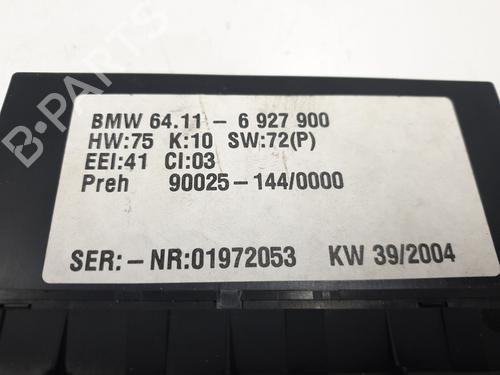 B-PARTS
BMW 64.11- 6 927 900
HW:75 K:10 SW:72(P)
EEI:41 CI:03
Preh 90025-144/0000
SER:-NR:01972053 KW 39/2004